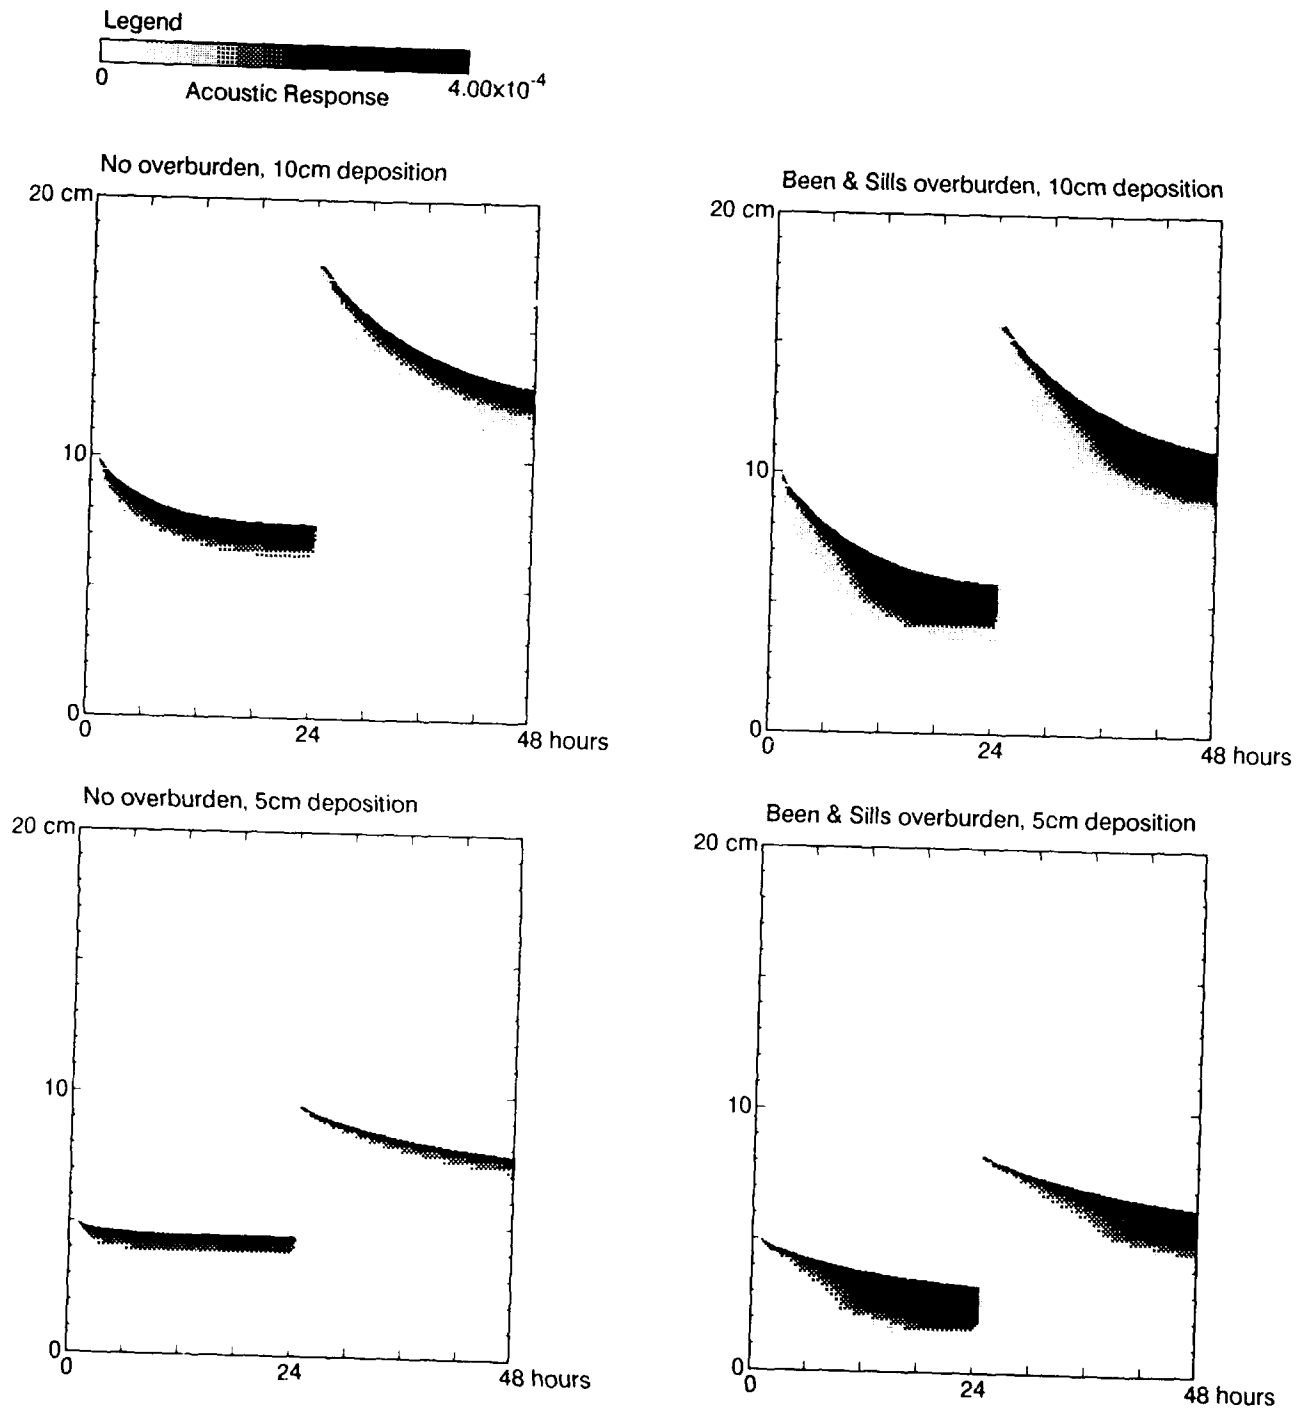 Legend
0
4.00x10-4
Acoustic Response
No overburden, 10cm deposition
20 cm
10
0
0
24
48 hours
Been & Sills overburden, 10cm deposition
20 cm
10
0
0
24
48 hours
No overburden, 5cm deposition
20 cm
10
0
0
24
48 hours
Been & Sills overburden, 5cm deposition
20 cm
10
0
0
24
48 hours